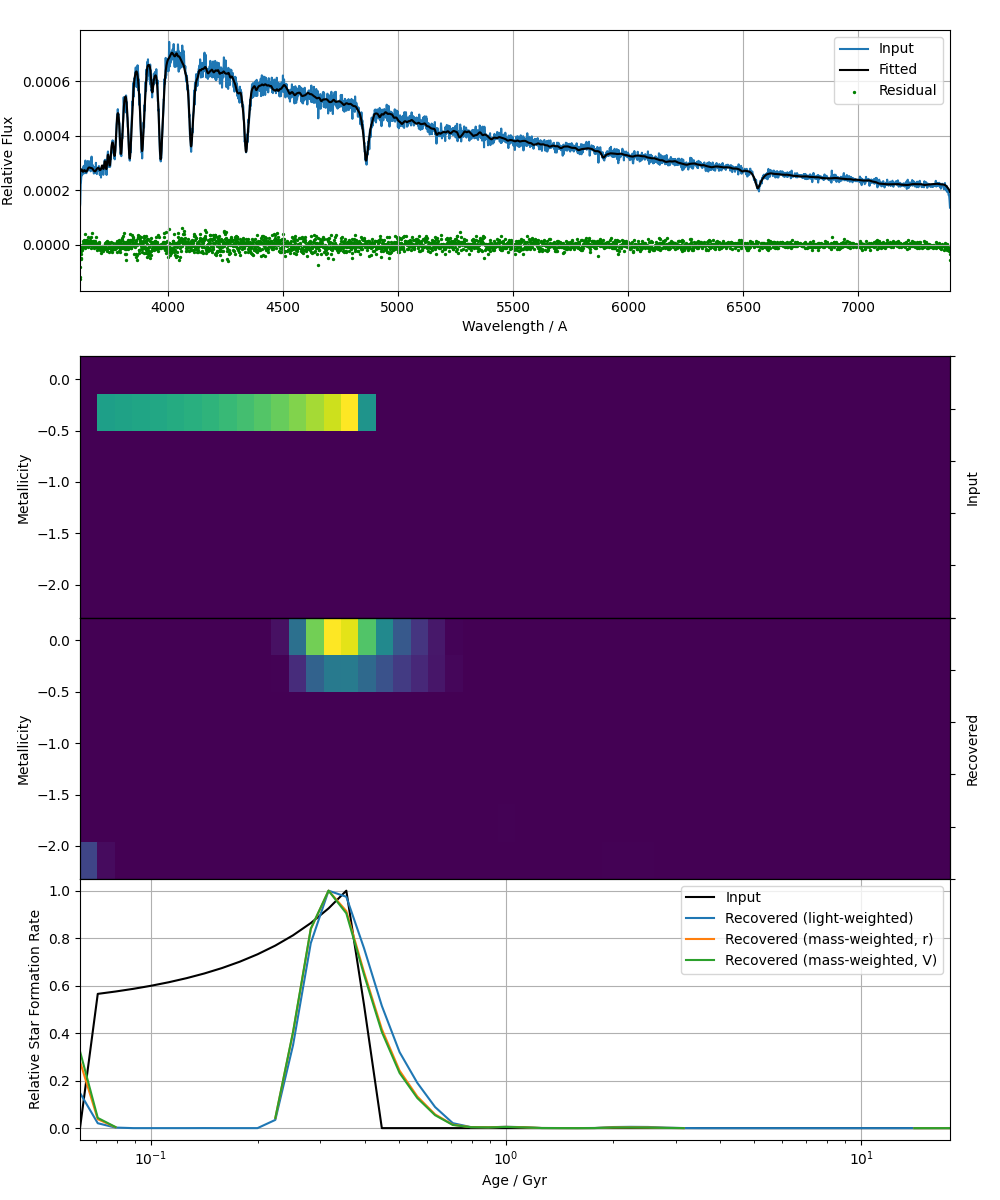 Input
Fitted
Residual
0.0006
0.0004
0.0002
0.0000
Relative Flux
4000 4500 5000 5500 6000 6500 7000
Wavelength / A
0.0
−0.5
−1.0
−1.5
−2.0
Metallicity
Input
0.0
−0.5
−1.0
−1.5
−2.0
Metallicity
Recovered
1.0
0.8
0.6
0.4
0.2
0.0
Relative Star Formation Rate
Input
Recovered (light-weighted)
Recovered (mass-weighted, r)
Recovered (mass-weighted, V)
10⁻¹ 10⁰ 10¹
Age / Gyr